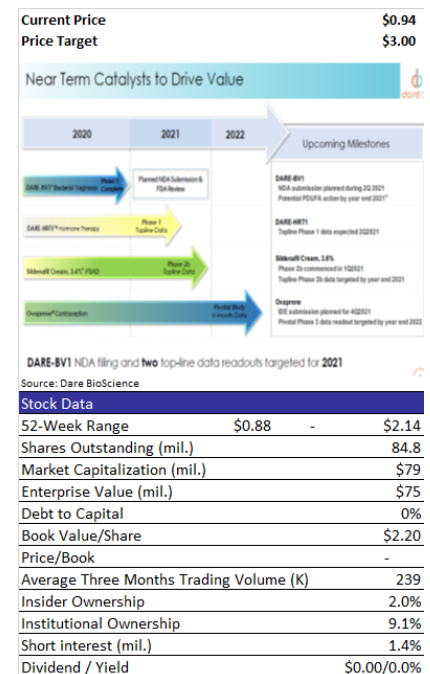 Current Price $0.94
Price Target $3.00
Near Term Catalysts to Drive Value
daré
2020 2021 2022 Upcoming Milestones
DARE-BV1 Bacterial Vaginosis Phase 3 Complete
Planned NDA Submission &
FDA Review
DARE-BV1
NDA submission planned during 2Q 2021
Potential PDUFA action by year end 2021*
DARE-HRT1 Hormone Therapy
Phase 1
Topline Data
DARE-HRT1
Topline Phase 1 data expected 2Q2021
Sildenafil Cream, 3.6% FSAD
Phase 2b
Topline Data
Sildenafil Cream, 3.6%
Phase 2b commenced in 1Q2021
Topline Phase 2b data targeted by year end 2021
Ovaprene® Contraception
Pivotal Study
6-month Data
Ovaprene
IDE submission planned for 4Q2021
Pivotal Phase 3 data readout targeted by year end 2022
DARE-BV1 NDA filing and two top-line data readouts targeted for 2021
Source: Dare BioScience
Stock Data
52-Week Range $0.88 - $2.14
Shares Outstanding (mil.) 84.8
Market Capitalization (mil.) $79
Enterprise Value (mil.) $75
Debt to Capital 0%
Book Value/Share $2.20
Price/Book -
Average Three Months Trading Volume (K) 239
Insider Ownership 2.0%
Institutional Ownership 9.1%
Short interest (mil.) 1.4%
Dividend / Yield $0.00/0.0%